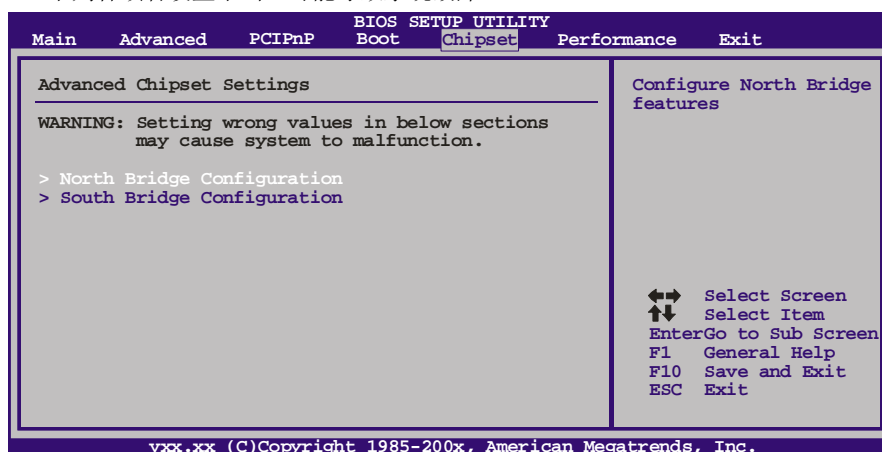 BIOS SETUP UTILITY
Main Advanced PCIPnP Boot Chipset Performance Exit
Advanced Chipset Settings
WARNING: Setting wrong values in below sections
may cause system to malfunction.
> North Bridge Configuration
> South Bridge Configuration
Configure North Bridge
features
Select Screen
Select Item
EnterGo to Sub Screen
F1 General Help
F10 Save and Exit
ESC Exit
vxx.xx (C)Copyright 1985-200x, American Megatrends, Inc.